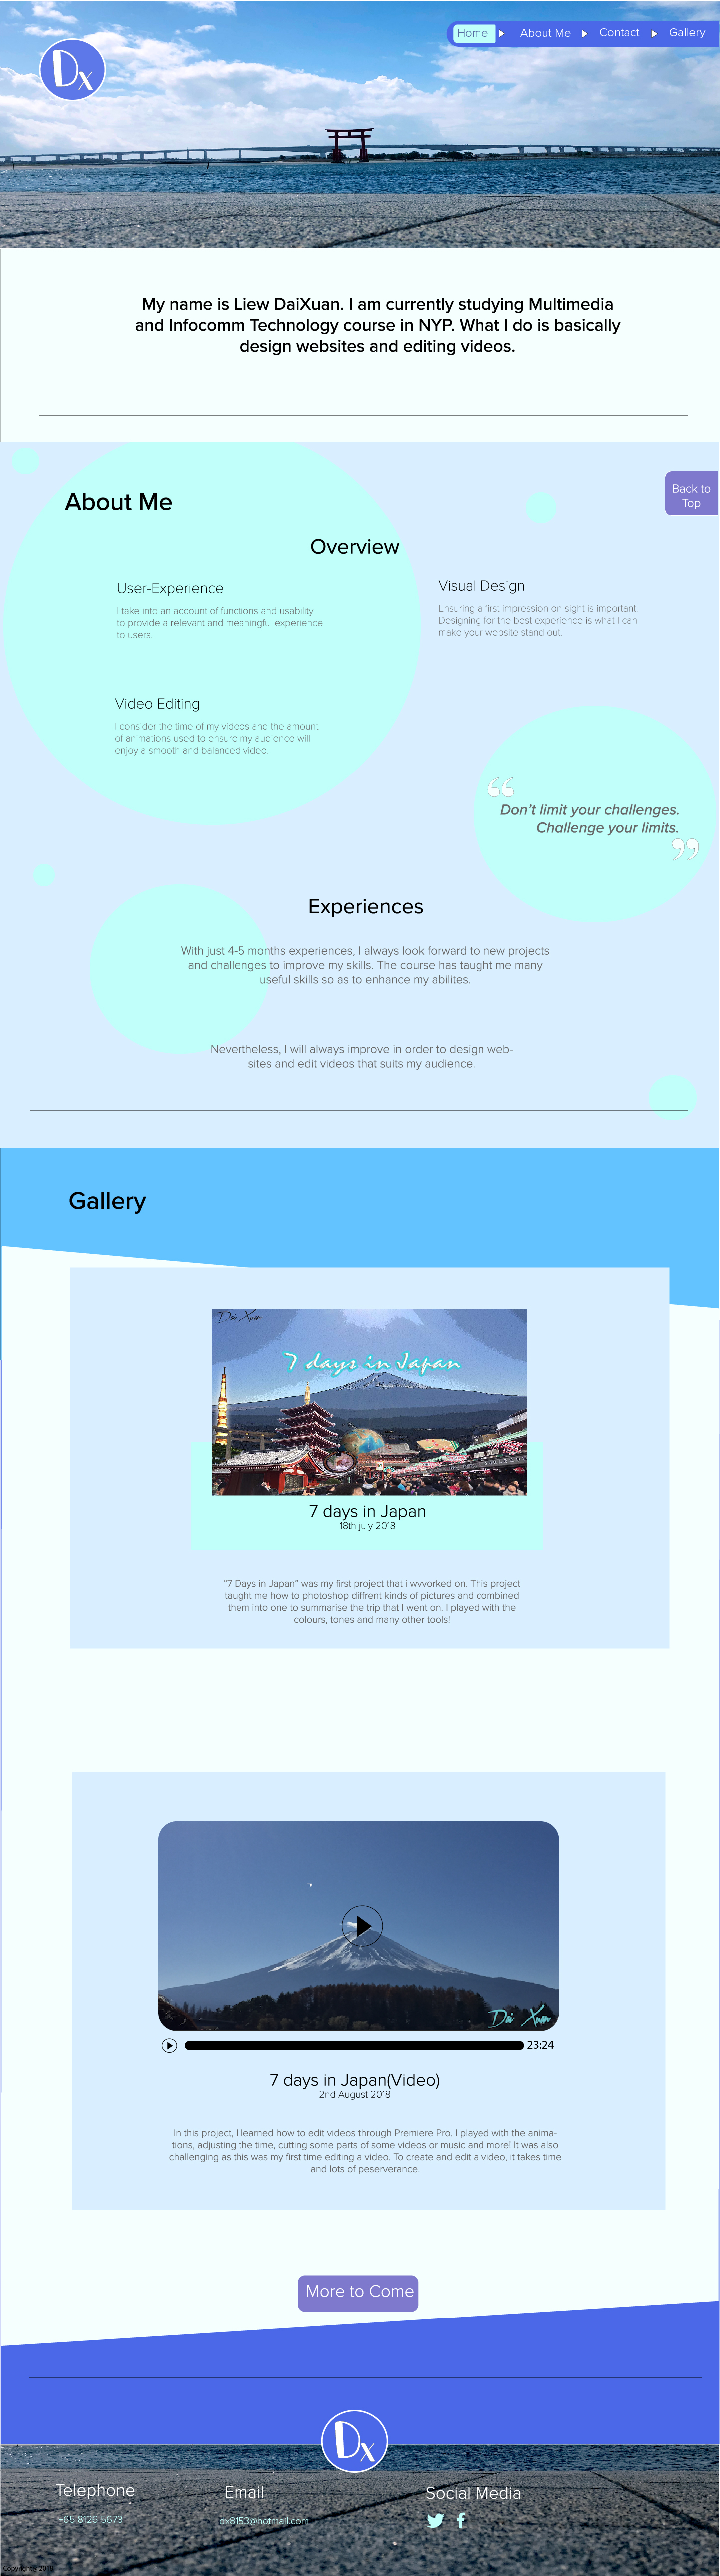 Dx
Home
About Me
Contact
Gallery
My name is Liew DaiXuan. I am currently studying Multimedia
and Infocomm Technology course in NYP. What I do is basically
design websites and editing videos.
About Me
Back to
Top
Overview
User-Experience
I take into an account of functions and usability
to provide a relevant and meaningful experience
to users.
Visual Design
Ensuring a first impression on sight is important.
Designing for the best experience is what I can
make your website stand out.
Video Editing
I consider the time of my videos and the amount
of animations used to ensure my audience will
enjoy a smooth and balanced video.
“
Don’t limit your challenges.
Challenge your limits.
”
Experiences
With just 4-5 months experiences, I always look forward to new projects
and challenges to improve my skills. The course has taught me many
useful skills so as to enhance my abilites.
Nevertheless, I will always improve in order to design web-
sites and edit videos that suits my audience.
Gallery
Dai Xuan
7 days in Japan
7 days in Japan
18th july 2018
“7 Days in Japan” was my first project that i wvvorked on. This project
taught me how to photoshop diffrent kinds of pictures and combined
them into one to summarise the trip that I went on. I played with the
colours, tones and many other tools!
Dai Xuan
23:24
7 days in Japan(Video)
2nd August 2018
In this project, I learned how to edit videos through Premiere Pro. I played with the anima-
tions, adjusting the time, cutting some parts of some videos or music and more! It was also
challenging as this was my first time editing a video. To create and edit a video, it takes time
and lots of peserverance.
More to Come
Dx
Telephone
+65 8126 5673
Email
dx8153@hotmail.com
Social Media
Copyright© 2018